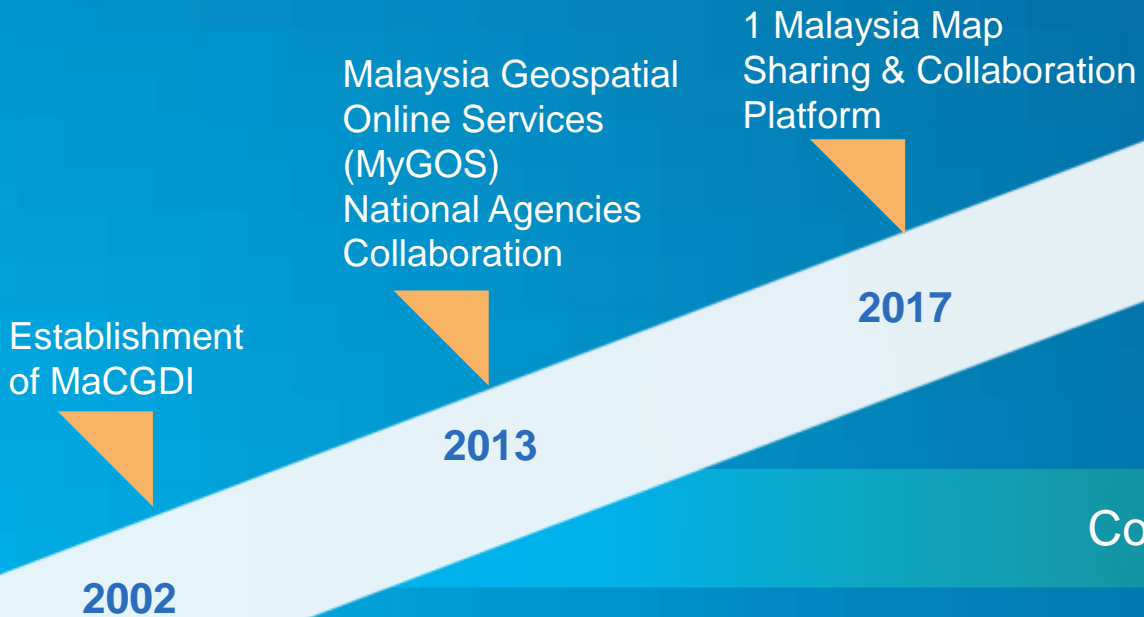 Establishment
of MaCGDI
2002
Malaysia Geospatial
Online Services
(MyGOS)
National Agencies
Collaboration
2013
1 Malaysia Map
Sharing & Collaboration
Platform
2017
Co